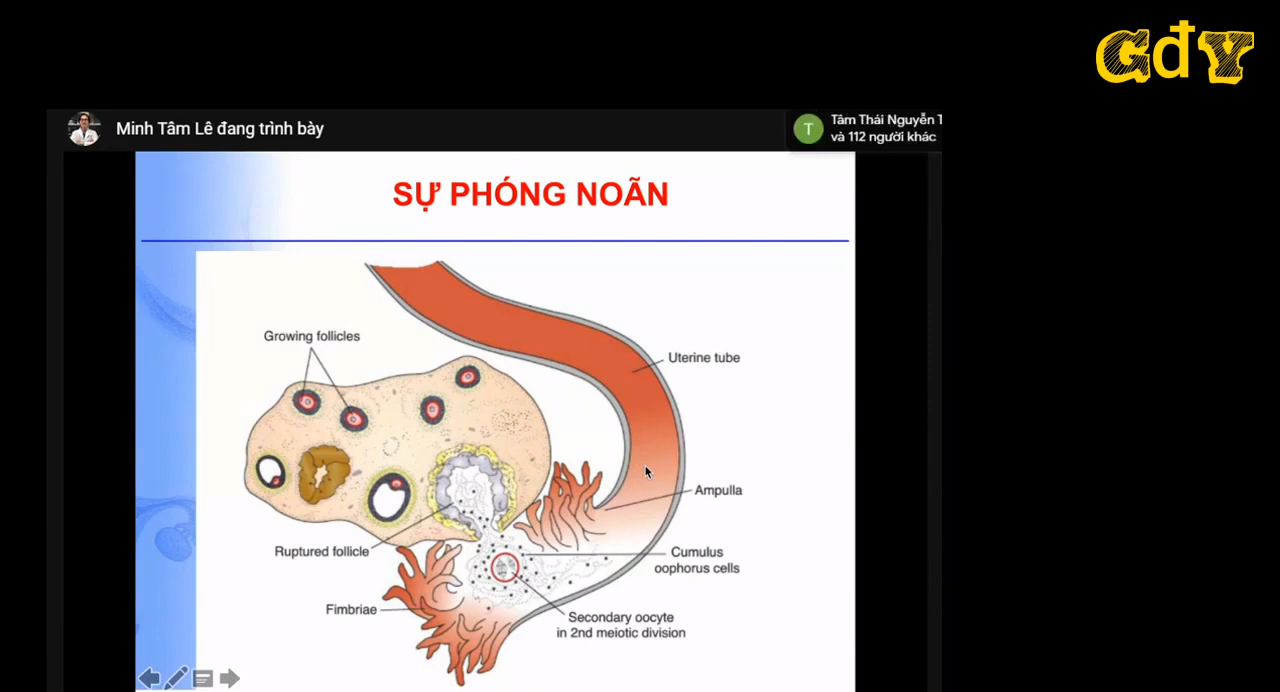 GđY
Minh Tâm Lê đang trình bày
Tâm Thái Nguyễn T
và 112 người khác
T
SỰ PHÓNG NOÃN
Growing follicles
Uterine tube
Ampulla
Ruptured follicle
Cumulus
oophorus cells
Fimbriae
Secondary oocyte
in 2nd meiotic division